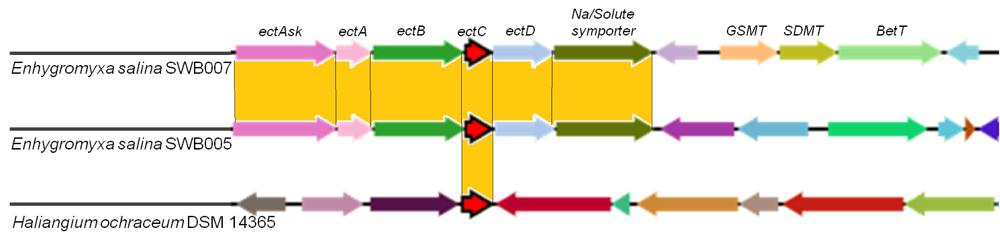 Na/Solute
ectAsk ectA ectB ectC ectD symporter GSMT SDMT BetT
Enhygromyxa salina SWB007
Enhygromyxa salina SWB005
Haliangium ochraceum DSM 14365